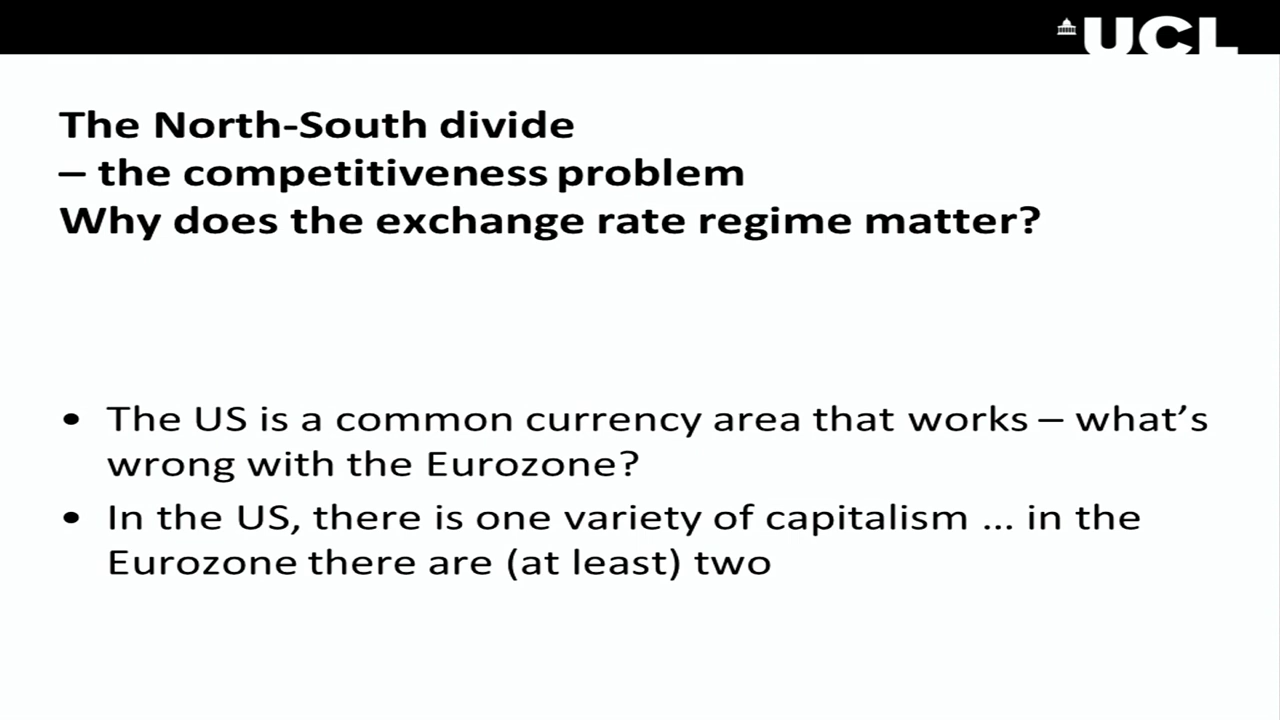 UCL
The North-South divide
– the competitiveness problem
Why does the exchange rate regime matter?
• The US is a common currency area that works – what’s
wrong with the Eurozone?
• In the US, there is one variety of capitalism ... in the
Eurozone there are (at least) two